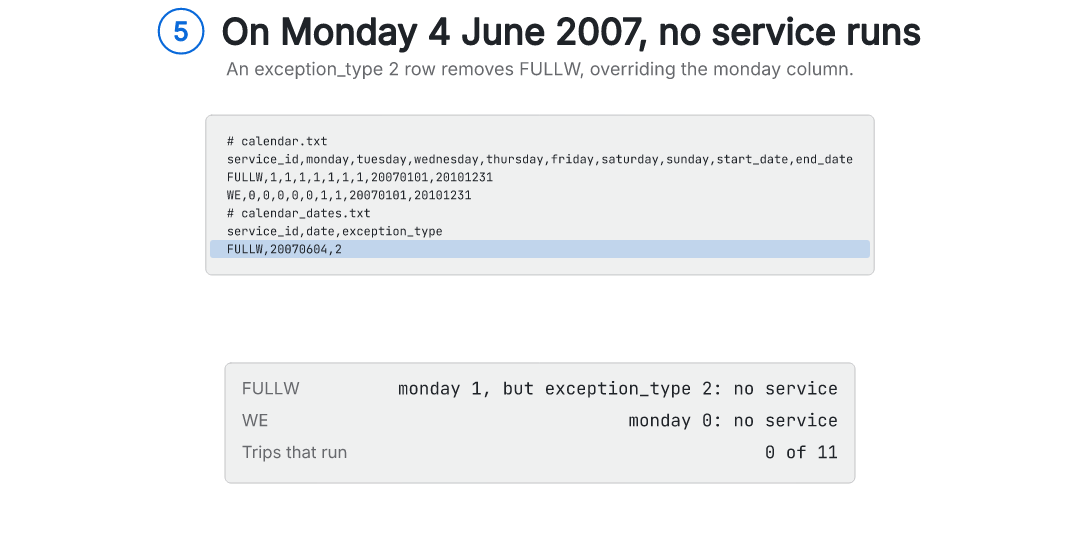 5 On Monday 4 June 2007, no service runs
An exception_type 2 row removes FULLW, overriding the monday column.
# calendar.txt
service_id,monday,tuesday,wednesday,thursday,friday,saturday,sunday,start_date,end_date
FULLW,1,1,1,1,1,1,1,20070101,20101231
WE,0,0,0,0,0,1,1,20070101,20101231
# calendar_dates.txt
service_id,date,exception_type
FULLW,20070604,2
FULLW monday 1, but exception_type 2: no service
WE monday 0: no service
Trips that run 0 of 11